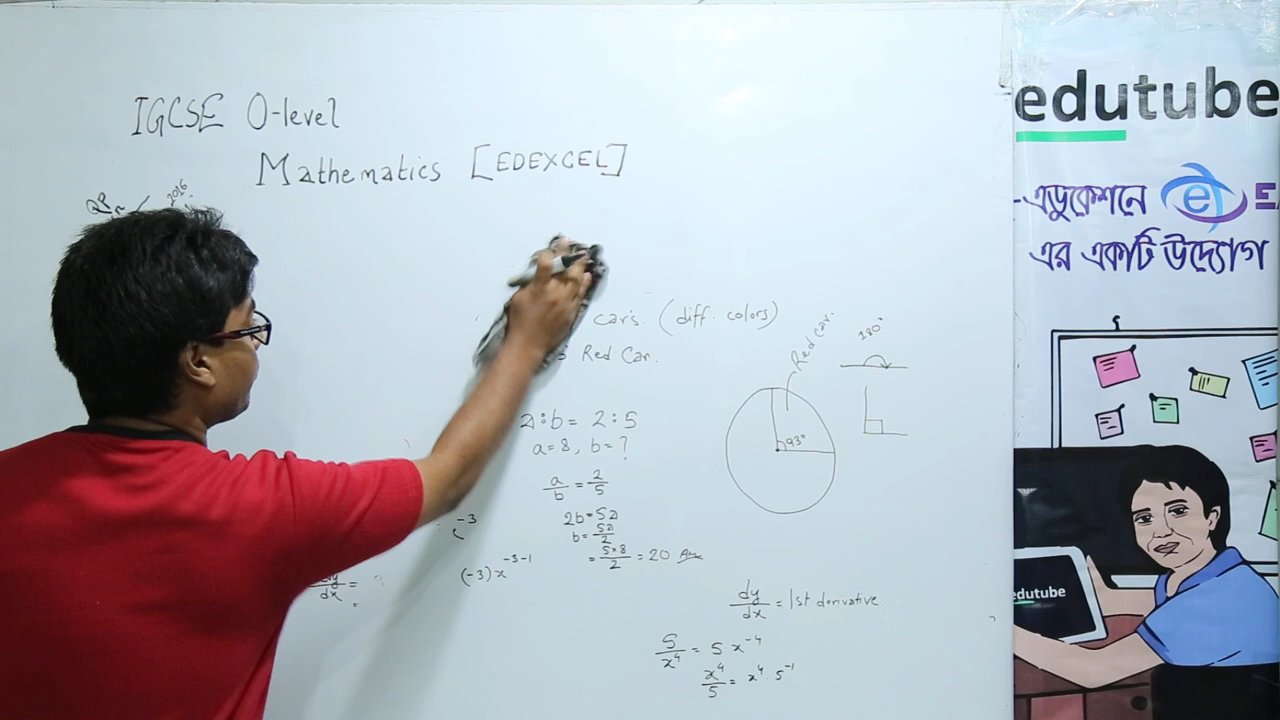 IGCSE O-level
Mathematics [EDEXCEL]
2016
cars. (diff. colors)
Red Car.
Red Car.
180°
93°
a:b = 2:5
a=8, b=?
a/b = 2/5
2b=5a
b= 5a/2
= 5×8/2 = 20 Ans
-3
(-3)x^-3-1
dy/dx = ?
=
dy/dx = 1st derivative.
5/x^4 = 5 x^-4
x^4/5 = x^4 . 5^-1
edutube
-এডুকেশনে e
এর একটি উদ্যোগ
edutube